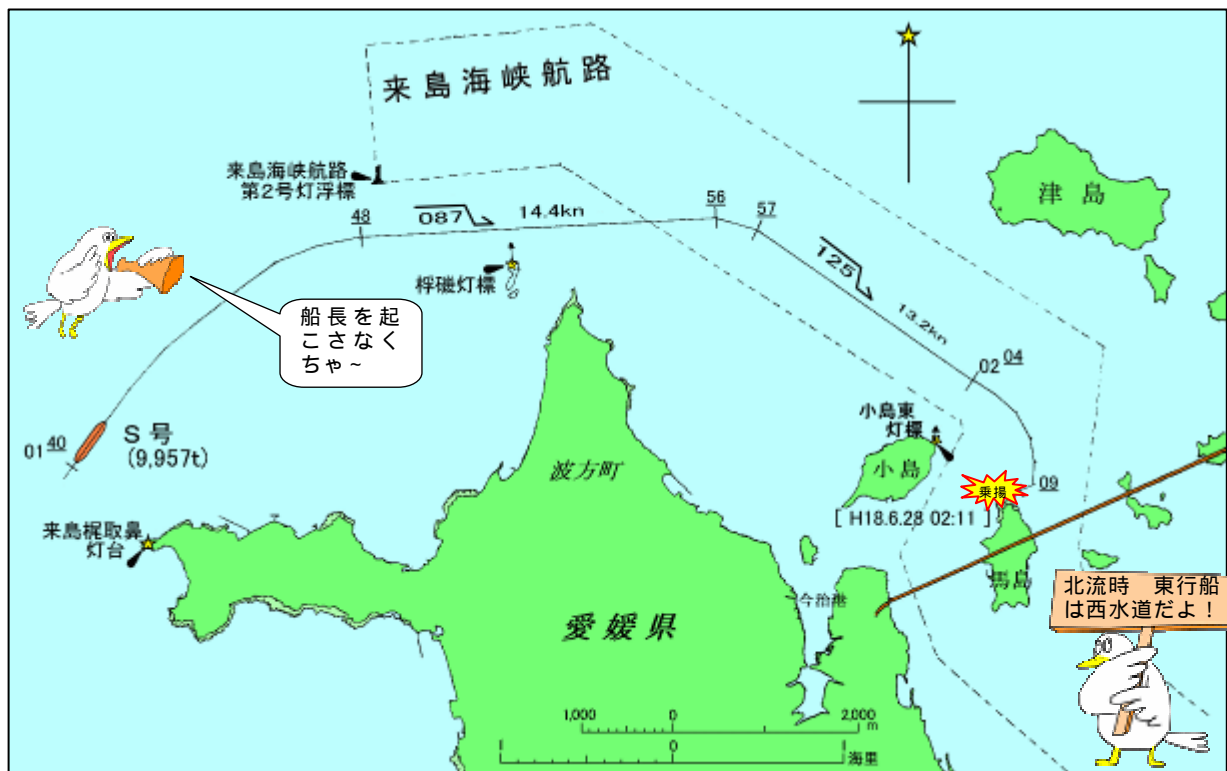 来島海峡航路
来島海峡航路
第2号灯浮標
津島
48
087
14.4kn
56
57
桴磯灯標
船長を起
こさなく
ちゃ~
125
13.2kn
02 04
01 40
S号
(9,957t)
小島東
灯標
小島
波方町
乗揚
09
[ H18.6.28 02:11 ]
来島梶取鼻
灯台
馬島
今治港
愛媛県
北流時 東行船
は西水道だよ!
1,000 0 2,000
m
0 海里